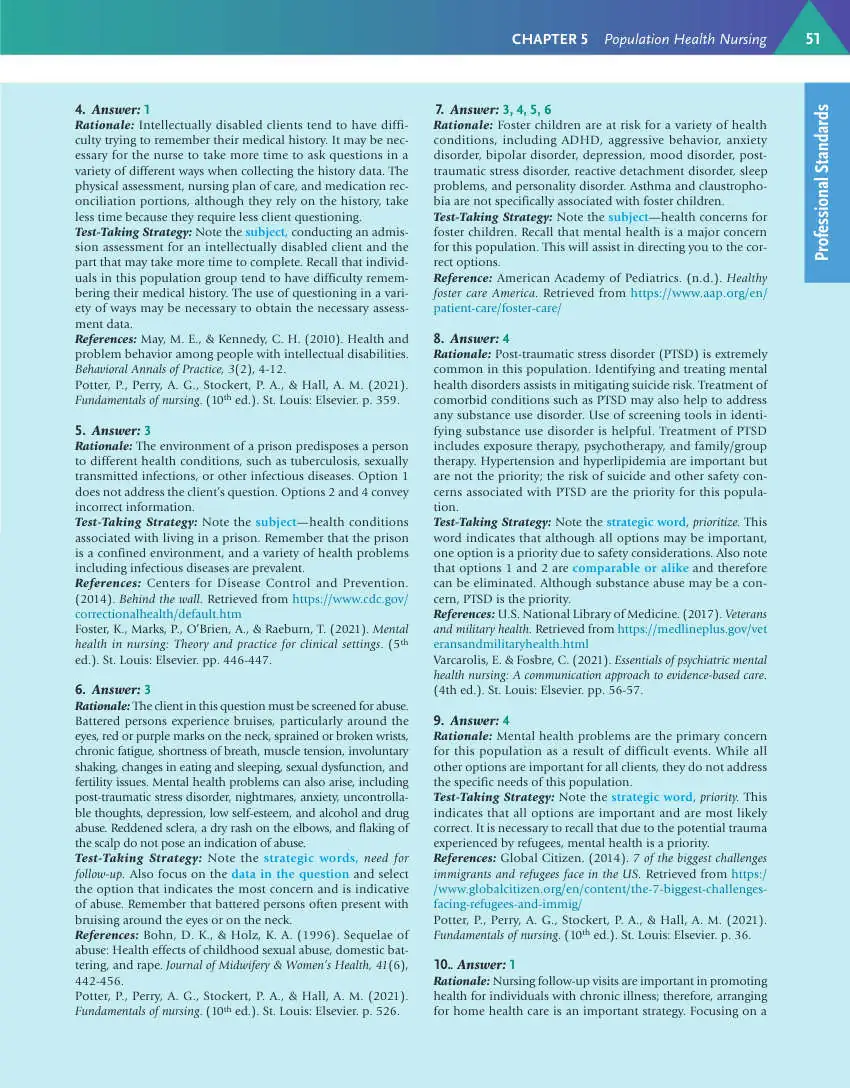 CHAPTER 5 Population Health Nursing 51
Professional Standards
4. Answer: 1
Rationale: Intellectually disabled clients tend to have diffi-
culty trying to remember their medical history. It may be nec-
essary for the nurse to take more time to ask questions in a
variety of different ways when collecting the history data. The
physical assessment, nursing plan of care, and medication rec-
onciliation portions, although they rely on the history, take
less time because they require less client questioning.
Test-Taking Strategy: Note the subject, conducting an admis-
sion assessment for an intellectually disabled client and the
part that may take more time to complete. Recall that individ-
uals in this population group tend to have difficulty remem-
bering their medical history. The use of questioning in a vari-
ety of ways may be necessary to obtain the necessary assess-
ment data.
References: May, M. E., & Kennedy, C. H. (2010). Health and
problem behavior among people with intellectual disabilities.
Behavioral Annals of Practice, 3(2), 4-12.
Potter, P., Perry, A. G., Stockert, P. A., & Hall, A. M. (2021).
Fundamentals of nursing. (10th ed.). St. Louis: Elsevier. p. 359.
5. Answer: 3
Rationale: The environment of a prison predisposes a person
to different health conditions, such as tuberculosis, sexually
transmitted infections, or other infectious diseases. Option 1
does not address the client's question. Options 2 and 4 convey
incorrect information.
Test-Taking Strategy: Note the subject—health conditions
associated with living in a prison. Remember that the prison
is a confined environment, and a variety of health problems
including infectious diseases are prevalent.
References: Centers for Disease Control and Prevention.
(2014). Behind the wall. Retrieved from https://www.cdc.gov/
correctionalhealth/default.htm
Foster, K., Marks, P., O'Brien, A., & Raeburn, T. (2021). Mental
health in nursing: Theory and practice for clinical settings. (5th
ed.). St. Louis: Elsevier. pp. 446-447.
6. Answer: 3
Rationale: The client in this question must be screened for abuse.
Battered persons experience bruises, particularly around the
eyes, red or purple marks on the neck, sprained or broken wrists,
chronic fatigue, shortness of breath, muscle tension, involuntary
shaking, changes in eating and sleeping, sexual dysfunction, and
fertility issues. Mental health problems can also arise, including
post-traumatic stress disorder, nightmares, anxiety, uncontrolla-
ble thoughts, depression, low self-esteem, and alcohol and drug
abuse. Reddened sclera, a dry rash on the elbows, and flaking of
the scalp do not pose an indication of abuse.
Test-Taking Strategy: Note the strategic words, need for
follow-up. Also focus on the data in the question and select
the option that indicates the most concern and is indicative
of abuse. Remember that battered persons often present with
bruising around the eyes or on the neck.
References: Bohn, D. K., & Holz, K. A. (1996). Sequelae of
abuse: Health effects of childhood sexual abuse, domestic bat-
tering, and rape. Journal of Midwifery & Women's Health, 41(6),
442-456.
Potter, P., Perry, A. G., Stockert, P. A., & Hall, A. M. (2021).
Fundamentals of nursing. (10th ed.). St. Louis: Elsevier. p. 526.
7. Answer: 3, 4, 5, 6
Rationale: Foster children are at risk for a variety of health
conditions, including ADHD, aggressive behavior, anxiety
disorder, bipolar disorder, depression, mood disorder, post-
traumatic stress disorder, reactive detachment disorder, sleep
problems, and personality disorder. Asthma and claustropho-
bia are not specifically associated with foster children.
Test-Taking Strategy: Note the subject—health concerns for
foster children. Recall that mental health is a major concern
for this population. This will assist in directing you to the cor-
rect options.
Reference: American Academy of Pediatrics. (n.d.). Healthy
foster care America. Retrieved from https://www.aap.org/en/
patient-care/foster-care/
8. Answer: 4
Rationale: Post-traumatic stress disorder (PTSD) is extremely
common in this population. Identifying and treating mental
health disorders assists in mitigating suicide risk. Treatment of
comorbid conditions such as PTSD may also help to address
any substance use disorder. Use of screening tools in identi-
fying substance use disorder is helpful. Treatment of PTSD
includes exposure therapy, psychotherapy, and family/group
therapy. Hypertension and hyperlipidemia are important but
are not the priority; the risk of suicide and other safety con-
cerns associated with PTSD are the priority for this popula-
tion.
Test-Taking Strategy: Note the strategic word, prioritize. This
word indicates that although all options may be important,
one option is a priority due to safety considerations. Also note
that options 1 and 2 are comparable or alike and therefore
can be eliminated. Although substance abuse may be a con-
cern, PTSD is the priority.
References: U.S. National Library of Medicine. (2017). Veterans
and military health. Retrieved from https://medlineplus.gov/vet
eransandmilitaryhealth.html
Varcarolis, E. & Fosbre, C. (2021). Essentials of psychiatric mental
health nursing: A communication approach to evidence-based care.
(4th ed.). St. Louis: Elsevier. pp. 56-57.
9. Answer: 4
Rationale: Mental health problems are the primary concern
for this population as a result of difficult events. While all
other options are important for all clients, they do not address
the specific needs of this population.
Test-Taking Strategy: Note the strategic word, priority. This
indicates that all options are important and are most likely
correct. It is necessary to recall that due to the potential trauma
experienced by refugees, mental health is a priority.
References: Global Citizen. (2014). 7 of the biggest challenges
immigrants and refugees face in the US. Retrieved from https:/
/www.globalcitizen.org/en/content/the-7-biggest-challenges-
facing-refugees-and-immig/
Potter, P., Perry, A. G., Stockert, P. A., & Hall, A. M. (2021).
Fundamentals of nursing. (10th ed.). St. Louis: Elsevier. p. 36.
10.. Answer: 1
Rationale: Nursing follow-up visits are important in promoting
health for individuals with chronic illness; therefore, arranging
for home health care is an important strategy. Focusing on a